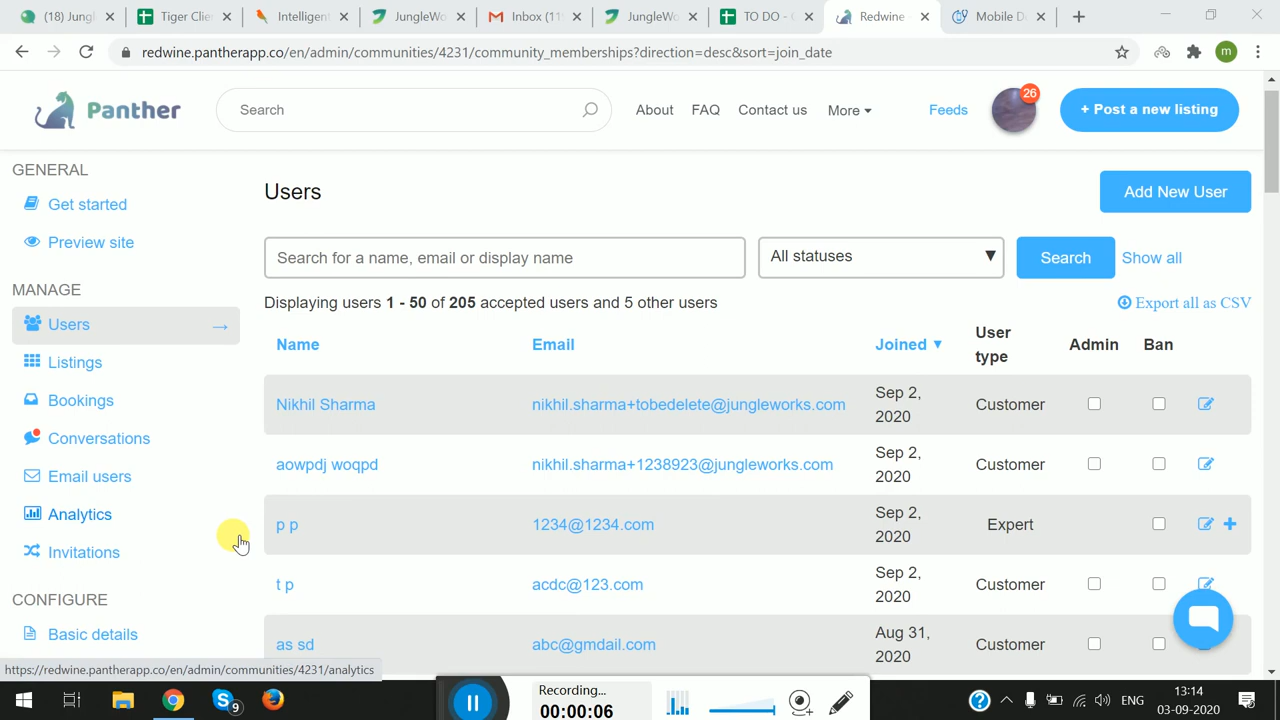 (18) Jungl
Tiger Clie
Intelligent
JungleWo
Inbox (11
JungleWo
TO DO -
Redwine
Mobile D
redwine.pantherapp.co/en/admin/communities/4231/community_memberships?direction=desc&sort=join_date
m
Panther
Search
About
FAQ
Contact us
More
Feeds
26
+ Post a new listing
GENERAL
Get started
Preview site
MANAGE
Users
Listings
Bookings
Conversations
Email users
Analytics
Invitations
CONFIGURE
Basic details
Users
Add New User
Search for a name, email or display name
All statuses
Search
Show all
Displaying users 1 - 50 of 205 accepted users and 5 other users
Export all as CSV
Name Email Joined ▼ User type Admin Ban
Nikhil Sharma nikhil.sharma+tobedelete@jungleworks.com Sep 2, 2020 Customer
aowpdj woqpd nikhil.sharma+1238923@jungleworks.com Sep 2, 2020 Customer
p p 1234@1234.com Sep 2, 2020 Expert
t p acdc@123.com Sep 2, 2020 Customer
as sd abc@gmdail.com Aug 31, 2020 Customer
https://redwine.pantherapp.co/en/admin/communities/4231/analytics
9
Recording...
00:00:06
ENG
13:14
03-09-2020